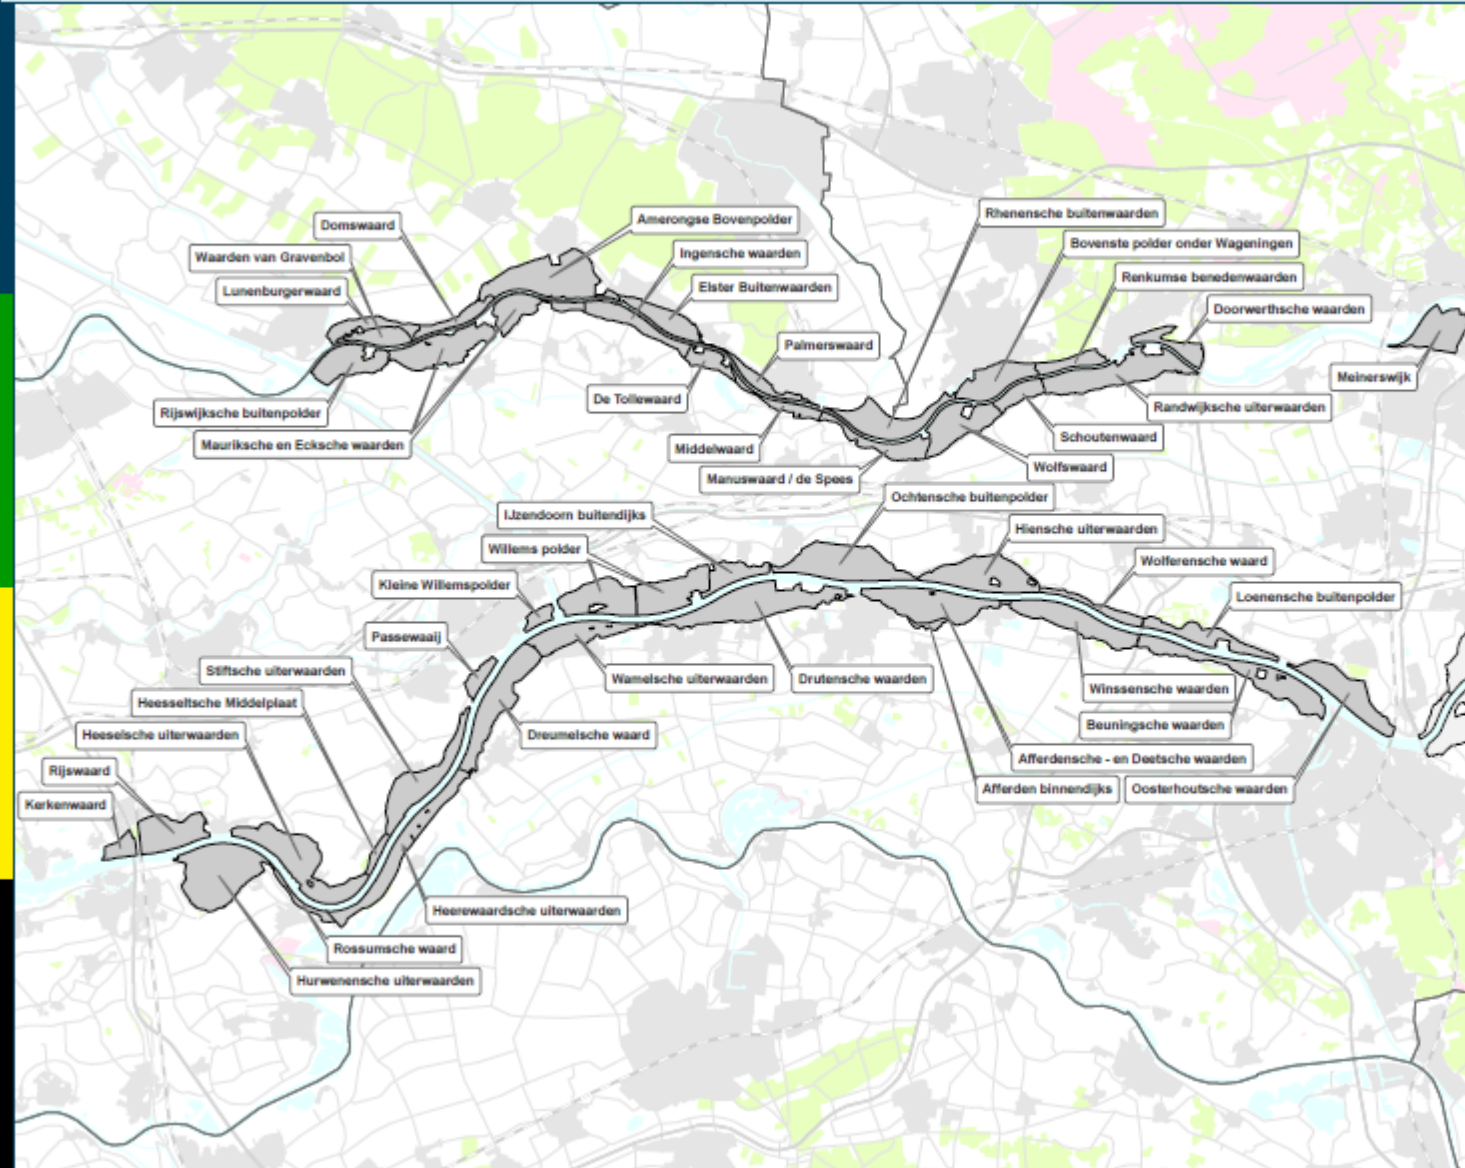 Rhenensche buitenwaarden
Amerongse Bovenpolder
Domswaard
Bovenste polder onder Wageningen
Ingensche waarden
Waarden van Gravenbol
Renkumse benedenwaarden
Elster Buitenwaarden
Lunenburgerwaard
Doorwerthsche waarden
Palmerswaard
Meinerswijk
De Tollewaard
Randwijksche uiterwaarden
Rijswijksche buitenpolder
Schoutenwaard
Mauriksche en Ecksche waarden
Middelwaard
Wolfswaard
Manuswaard / de Spees
Ochtensche buitenpolder
IJzendoorn buitendijks
Hiensche uiterwaarden
Willems polder
Wolferensche waard
Kleine Willemspolder
Loenensche buitenpolder
Passewaaij
Stiftsche uiterwaarden
Wamelsche uiterwaarden
Drutensche waarden
Winssensche waarden
Heesseltsche Middelplaat
Beuningsche waarden
Heeselsche uiterwaarden
Dreumelsche waard
Afferdensche - en Deetsche waarden
Rijswaard
Afferden binnendijks
Oosterhoutsche waarden
Kerkenwaard
Heerewaardsche uiterwaarden
Rossumsche waard
Hurwenensche uiterwaarden